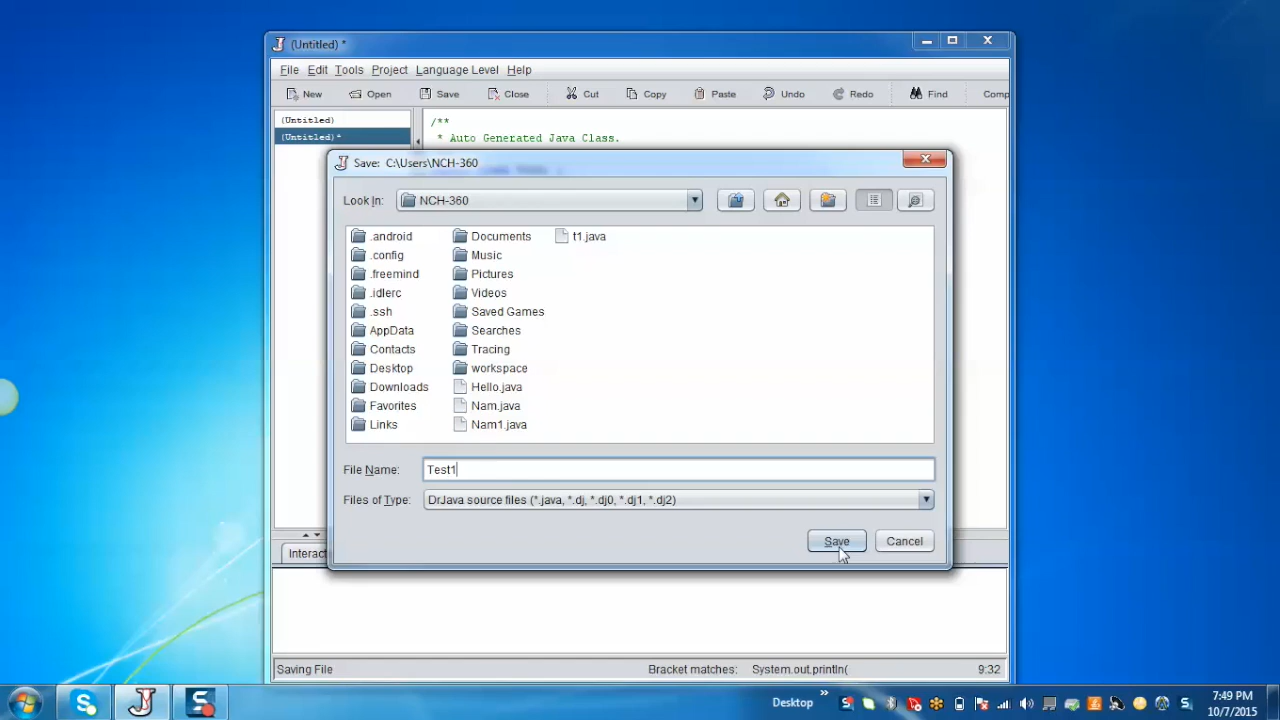 (Untitled) *
File Edit Tools Project Language Level Help
New Open Save Close Cut Copy Paste Undo Redo Find Comp
(Untitled)
(Untitled) *
/**
* Auto Generated Java Class.
Save: C:\Users\NCH-360
Look In: NCH-360
.android Documents t1.java
.config Music
.freemind Pictures
.idlerc Videos
.ssh Saved Games
AppData Searches
Contacts Tracing
Desktop workspace
Downloads Hello.java
Favorites Nam.java
Links Nam1.java
File Name: Test1
Files of Type: DrJava source files (*.java, *.dj, *.dj0, *.dj1, *.dj2)
Save Cancel
Interact
Saving File Bracket matches: System.out.println( 9:32
Desktop » 7:49 PM
10/7/2015